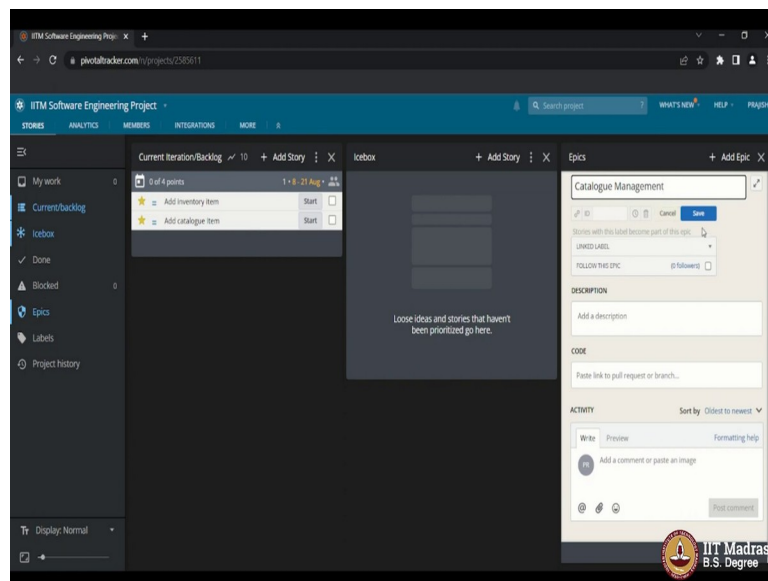 IITM Software Engineering Proje
pivotaltracker.com/n/projects/2585611
IITM Software Engineering Project
Search project
?
WHAT'S NEW
HELP
PRAJISH
STORIES ANALYTICS MEMBERS INTEGRATIONS MORE
My work 0
Current/backlog
Icebox
Done
Blocked 0
Epics
Labels
Project history
Display: Normal
Current Iteration/Backlog 10 + Add Story
0 of 4 points 1 • 8 - 21 Aug
Add inventory item Start
Add catalogue item Start
Icebox + Add Story
Loose ideas and stories that haven't
been prioritized go here.
Epics + Add Epic
Catalogue Management
ID Cancel Save
Stories with this label become part of this epic
LINKED LABEL
FOLLOW THIS EPIC (0 followers)
DESCRIPTION
Add a description
CODE
Paste link to pull request or branch...
ACTIVITY Sort by Oldest to newest
Write Preview Formatting help
PR Add a comment or paste an image
Post comment
IIT Madras
B.S. Degree